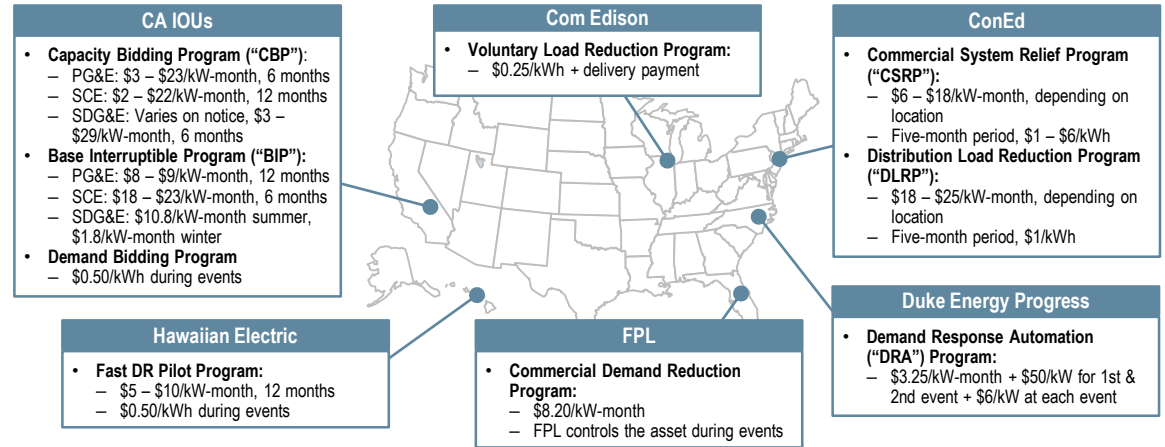 CA IOUs
• Capacity Bidding Program (“CBP”):
– PG&E: $3 – $23/kW-month, 6 months
– SCE: $2 – $22/kW-month, 12 months
– SDG&E: Varies on notice, $3 –
$29/kW-month, 6 months
• Base Interruptible Program (“BIP”):
– PG&E: $8 – $9/kW-month, 12 months
– SCE: $18 – $23/kW-month, 6 months
– SDG&E: $10.8/kW-month summer,
$1.8/kW-month winter
• Demand Bidding Program
– $0.50/kWh during events
Com Edison
• Voluntary Load Reduction Program:
– $0.25/kWh + delivery payment
ConEd
• Commercial System Relief Program
(“CSRP”):
– $6 – $18/kW-month, depending on
location
– Five-month period, $1 – $6/kWh
• Distribution Load Reduction Program
(“DLRP”):
– $18 – $25/kW-month, depending on
location
– Five-month period, $1/kWh
Hawaiian Electric
• Fast DR Pilot Program:
– $5 – $10/kW-month, 12 months
– $0.50/kWh during events
FPL
• Commercial Demand Reduction
Program:
– $8.20/kW-month
– FPL controls the asset during events
Duke Energy Progress
• Demand Response Automation
(“DRA”) Program:
– $3.25/kW-month + $50/kW for 1st &
2nd event + $6/kW at each event